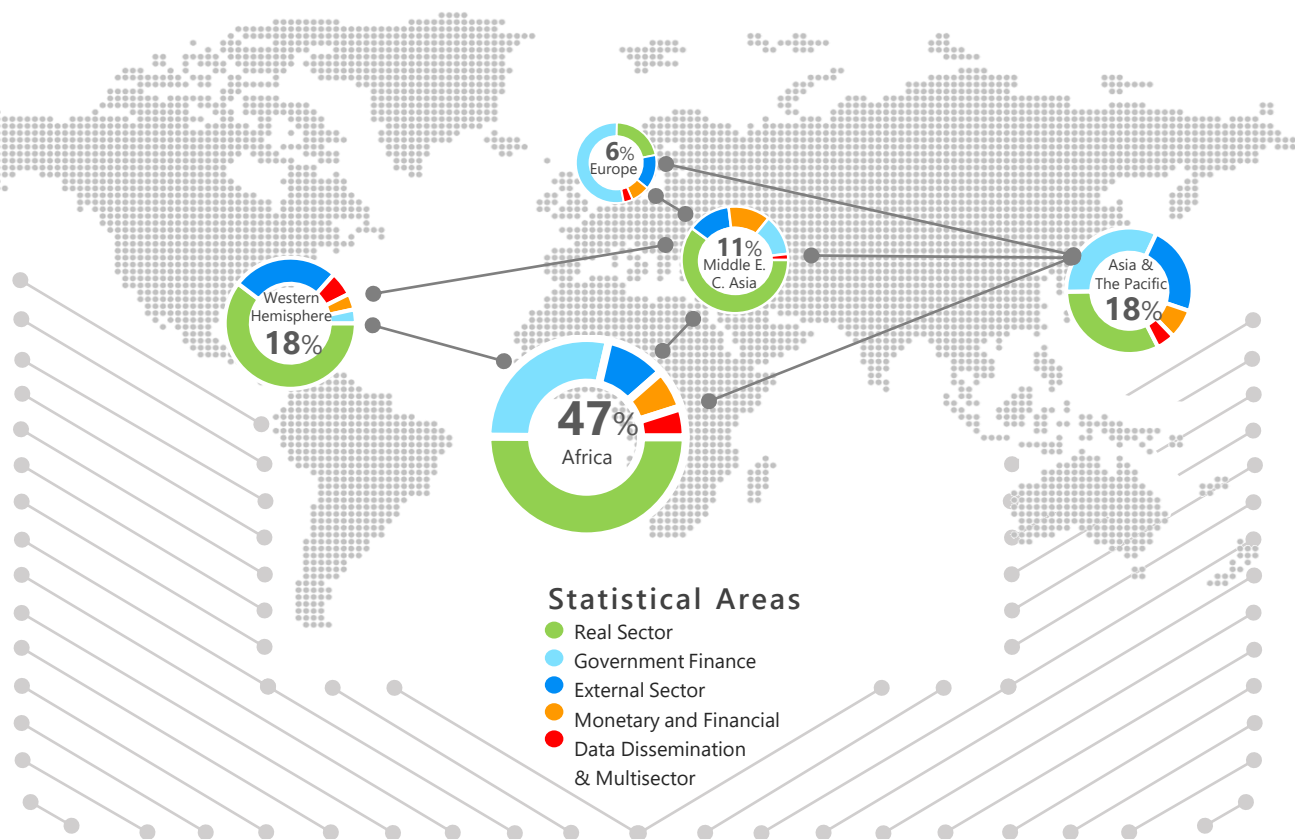 6%
Europe
11%
Middle E.
C. Asia
Asia &
The Pacific
18%
Western
Hemisphere
18%
47%
Africa
Statistical Areas
Real Sector
Government Finance
External Sector
Monetary and Financial
Data Dissemination
& Multisector